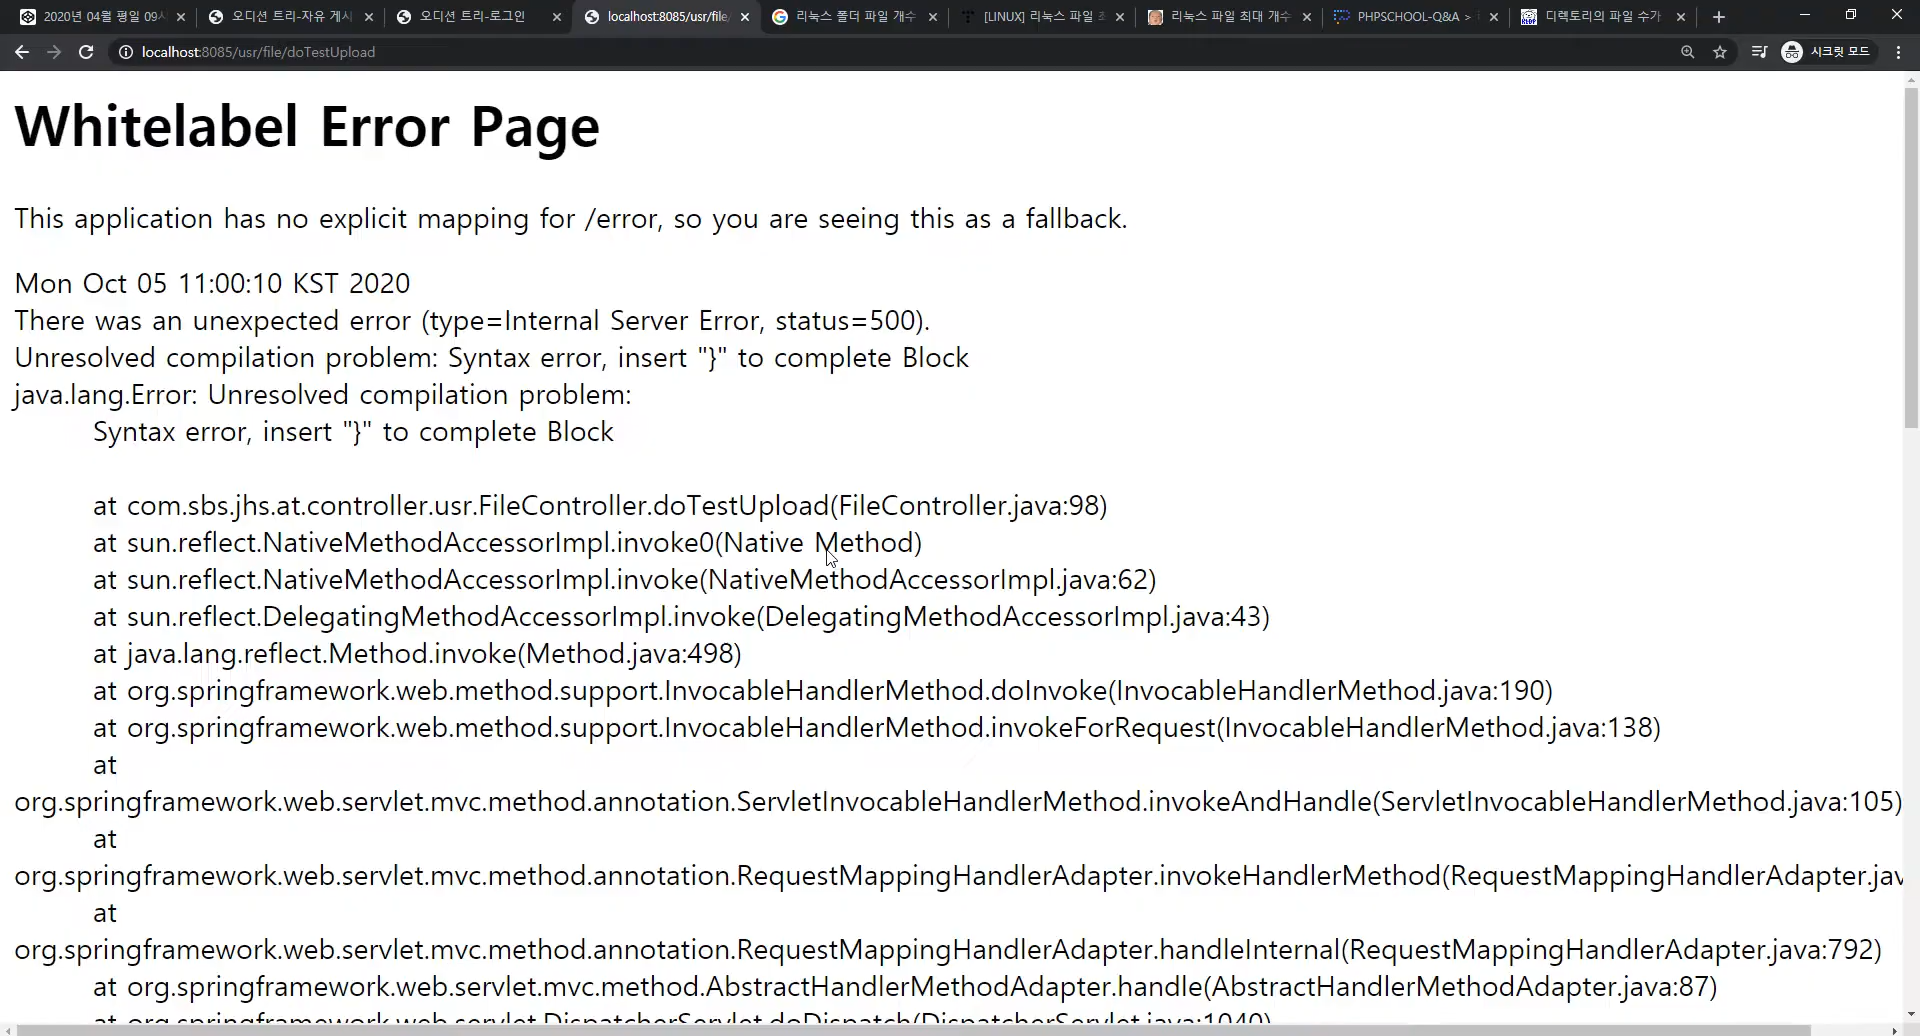 2020년 04월 평일 09시
오디션 트리-자유 게시
오디션 트리-로그인
localhost:8085/usr/file/
리눅스 폴더 파일 개수
[LINUX] 리눅스 파일
리눅스 파일 최대 개수
PHPSCHOOL-Q&A >
디렉토리의 파일 수가
localhost:8085/usr/file/doTestUpload
시크릿 모드
Whitelabel Error Page
This application has no explicit mapping for /error, so you are seeing this as a fallback.
Mon Oct 05 11:00:10 KST 2020
There was an unexpected error (type=Internal Server Error, status=500).
Unresolved compilation problem: Syntax error, insert "}" to complete Block
java.lang.Error: Unresolved compilation problem:
Syntax error, insert "}" to complete Block
at com.sbs.jhs.at.controller.usr.FileController.doTestUpload(FileController.java:98)
at sun.reflect.NativeMethodAccessorImpl.invoke0(Native Method)
at sun.reflect.NativeMethodAccessorImpl.invoke(NativeMethodAccessorImpl.java:62)
at sun.reflect.DelegatingMethodAccessorImpl.invoke(DelegatingMethodAccessorImpl.java:43)
at java.lang.reflect.Method.invoke(Method.java:498)
at org.springframework.web.method.support.InvocableHandlerMethod.doInvoke(InvocableHandlerMethod.java:190)
at org.springframework.web.method.support.InvocableHandlerMethod.invokeForRequest(InvocableHandlerMethod.java:138)
at
org.springframework.web.servlet.mvc.method.annotation.ServletInvocableHandlerMethod.invokeAndHandle(ServletInvocableHandlerMethod.java:105)
at
org.springframework.web.servlet.mvc.method.annotation.RequestMappingHandlerAdapter.invokeHandlerMethod(RequestMappingHandlerAdapter.jav
at
org.springframework.web.servlet.mvc.method.annotation.RequestMappingHandlerAdapter.handleInternal(RequestMappingHandlerAdapter.java:792)
at org.springframework.web.servlet.mvc.method.AbstractHandlerMethodAdapter.handle(AbstractHandlerMethodAdapter.java:87)
at org.springframework.web.servlet.DispatcherServlet.doDispatch(DispatcherServlet.java:1040)